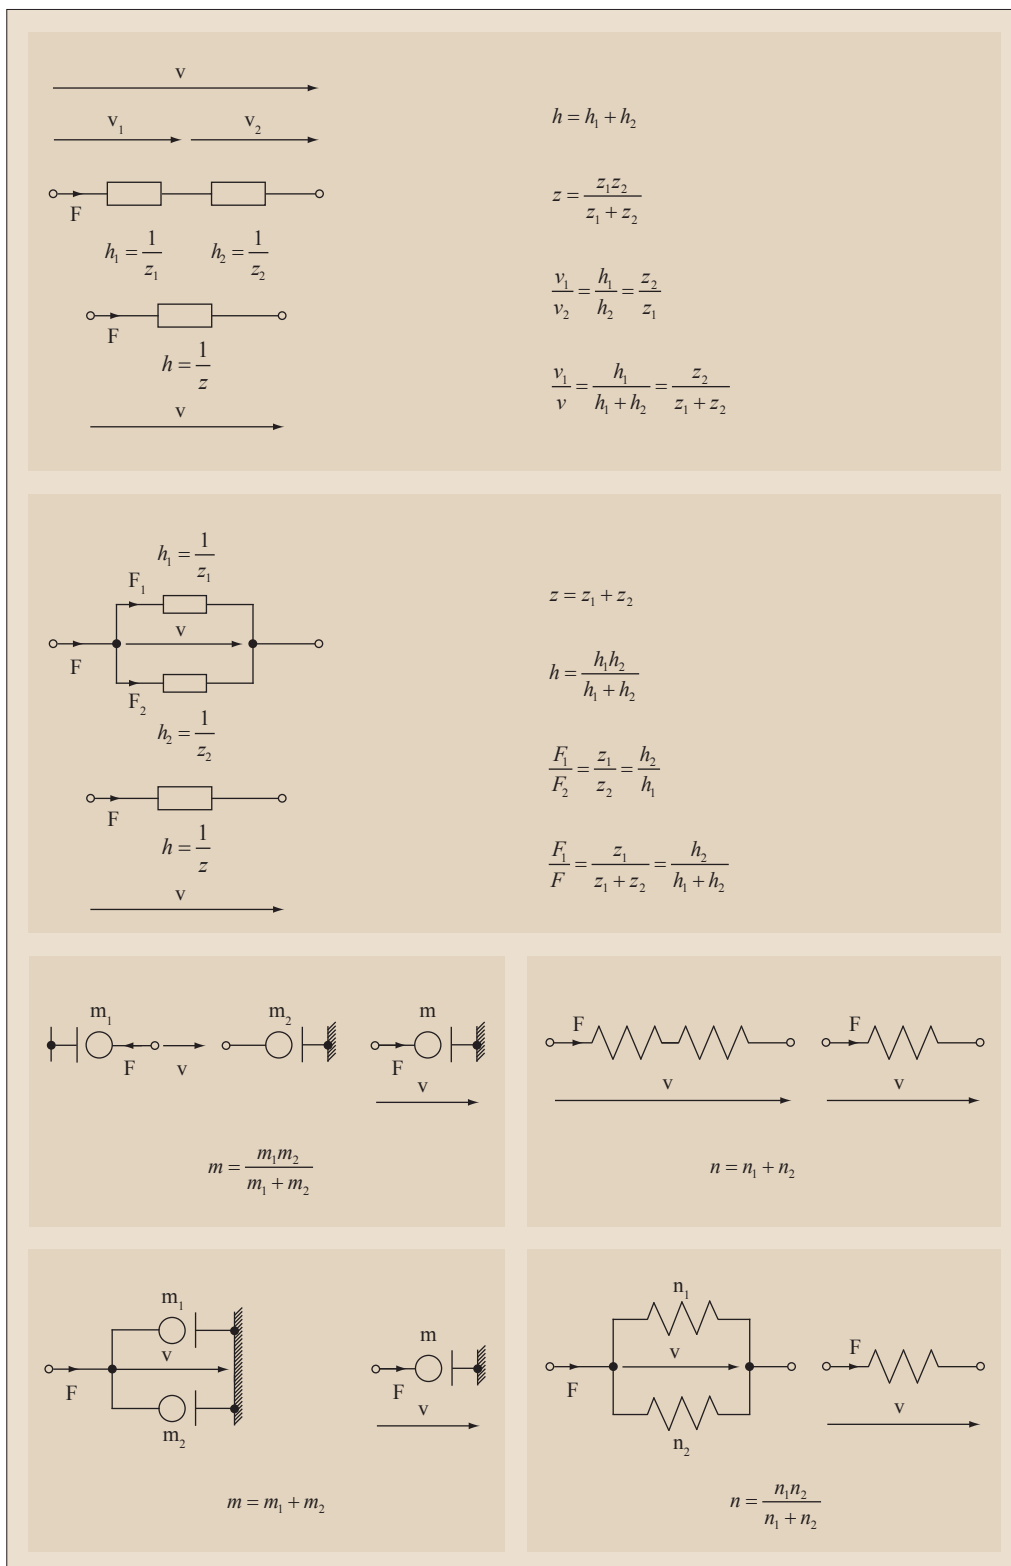 v
v₁ v₂
F
h₁ = 1/z₁ h₂ = 1/z₂
F
h = 1/z
v
h = h₁ + h₂
z = z₁z₂/(z₁ + z₂)
v₁/v₂ = h₁/h₂ = z₂/z₁
v₁/v = h₁/(h₁ + h₂) = z₂/(z₁ + z₂)
h₁ = 1/z₁
F₁
v
F
F₂
h₂ = 1/z₂
F
h = 1/z
v
z = z₁ + z₂
h = h₁h₂/(h₁ + h₂)
F₁/F₂ = z₁/z₂ = h₂/h₁
F₁/F = z₁/(z₁ + z₂) = h₂/(h₁ + h₂)
m₁ m₂ m
F v F
v
m = m₁m₂/(m₁ + m₂)
F F
v v
n = n₁ + n₂
m₁
v m
F F
v
m₂
m = m₁ + m₂
n₁
v F
F v
n₂
n = n₁n₂/(n₁ + n₂)